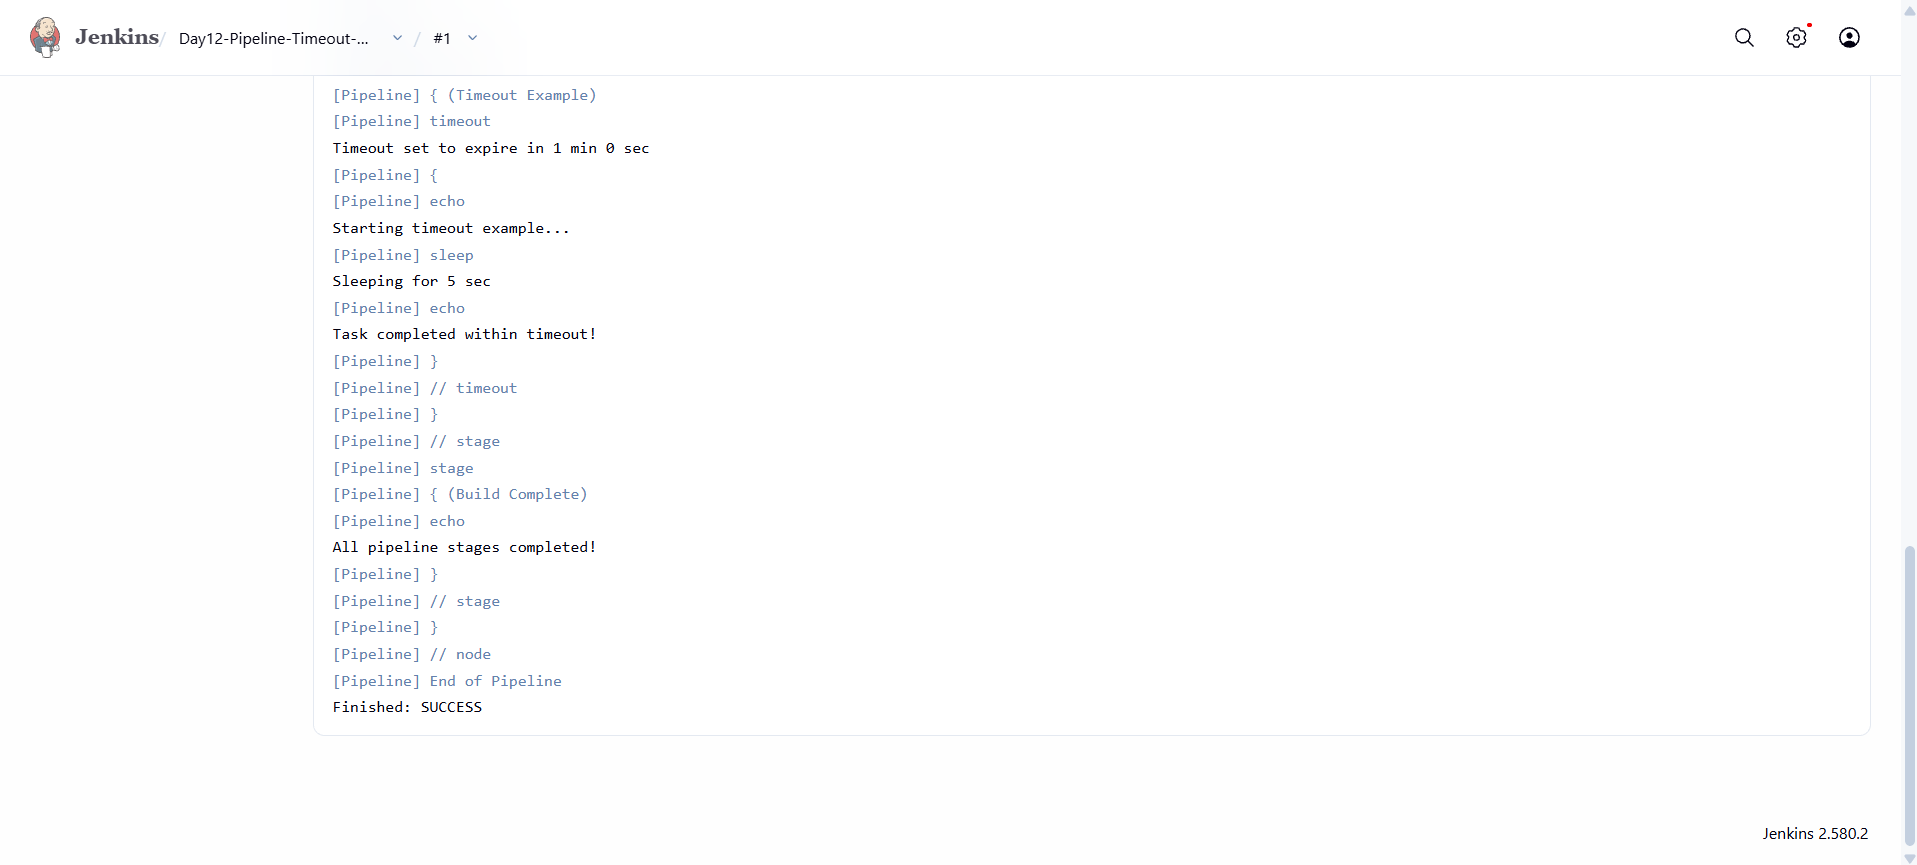 Jenkins / Day12-Pipeline-Timeout-... / #1
[Pipeline] { (Timeout Example)
[Pipeline] timeout
Timeout set to expire in 1 min 0 sec
[Pipeline] {
[Pipeline] echo
Starting timeout example...
[Pipeline] sleep
Sleeping for 5 sec
[Pipeline] echo
Task completed within timeout!
[Pipeline] }
[Pipeline] // timeout
[Pipeline] }
[Pipeline] // stage
[Pipeline] stage
[Pipeline] { (Build Complete)
[Pipeline] echo
All pipeline stages completed!
[Pipeline] }
[Pipeline] // stage
[Pipeline] }
[Pipeline] // node
[Pipeline] End of Pipeline
Finished: SUCCESS
Jenkins 2.580.2